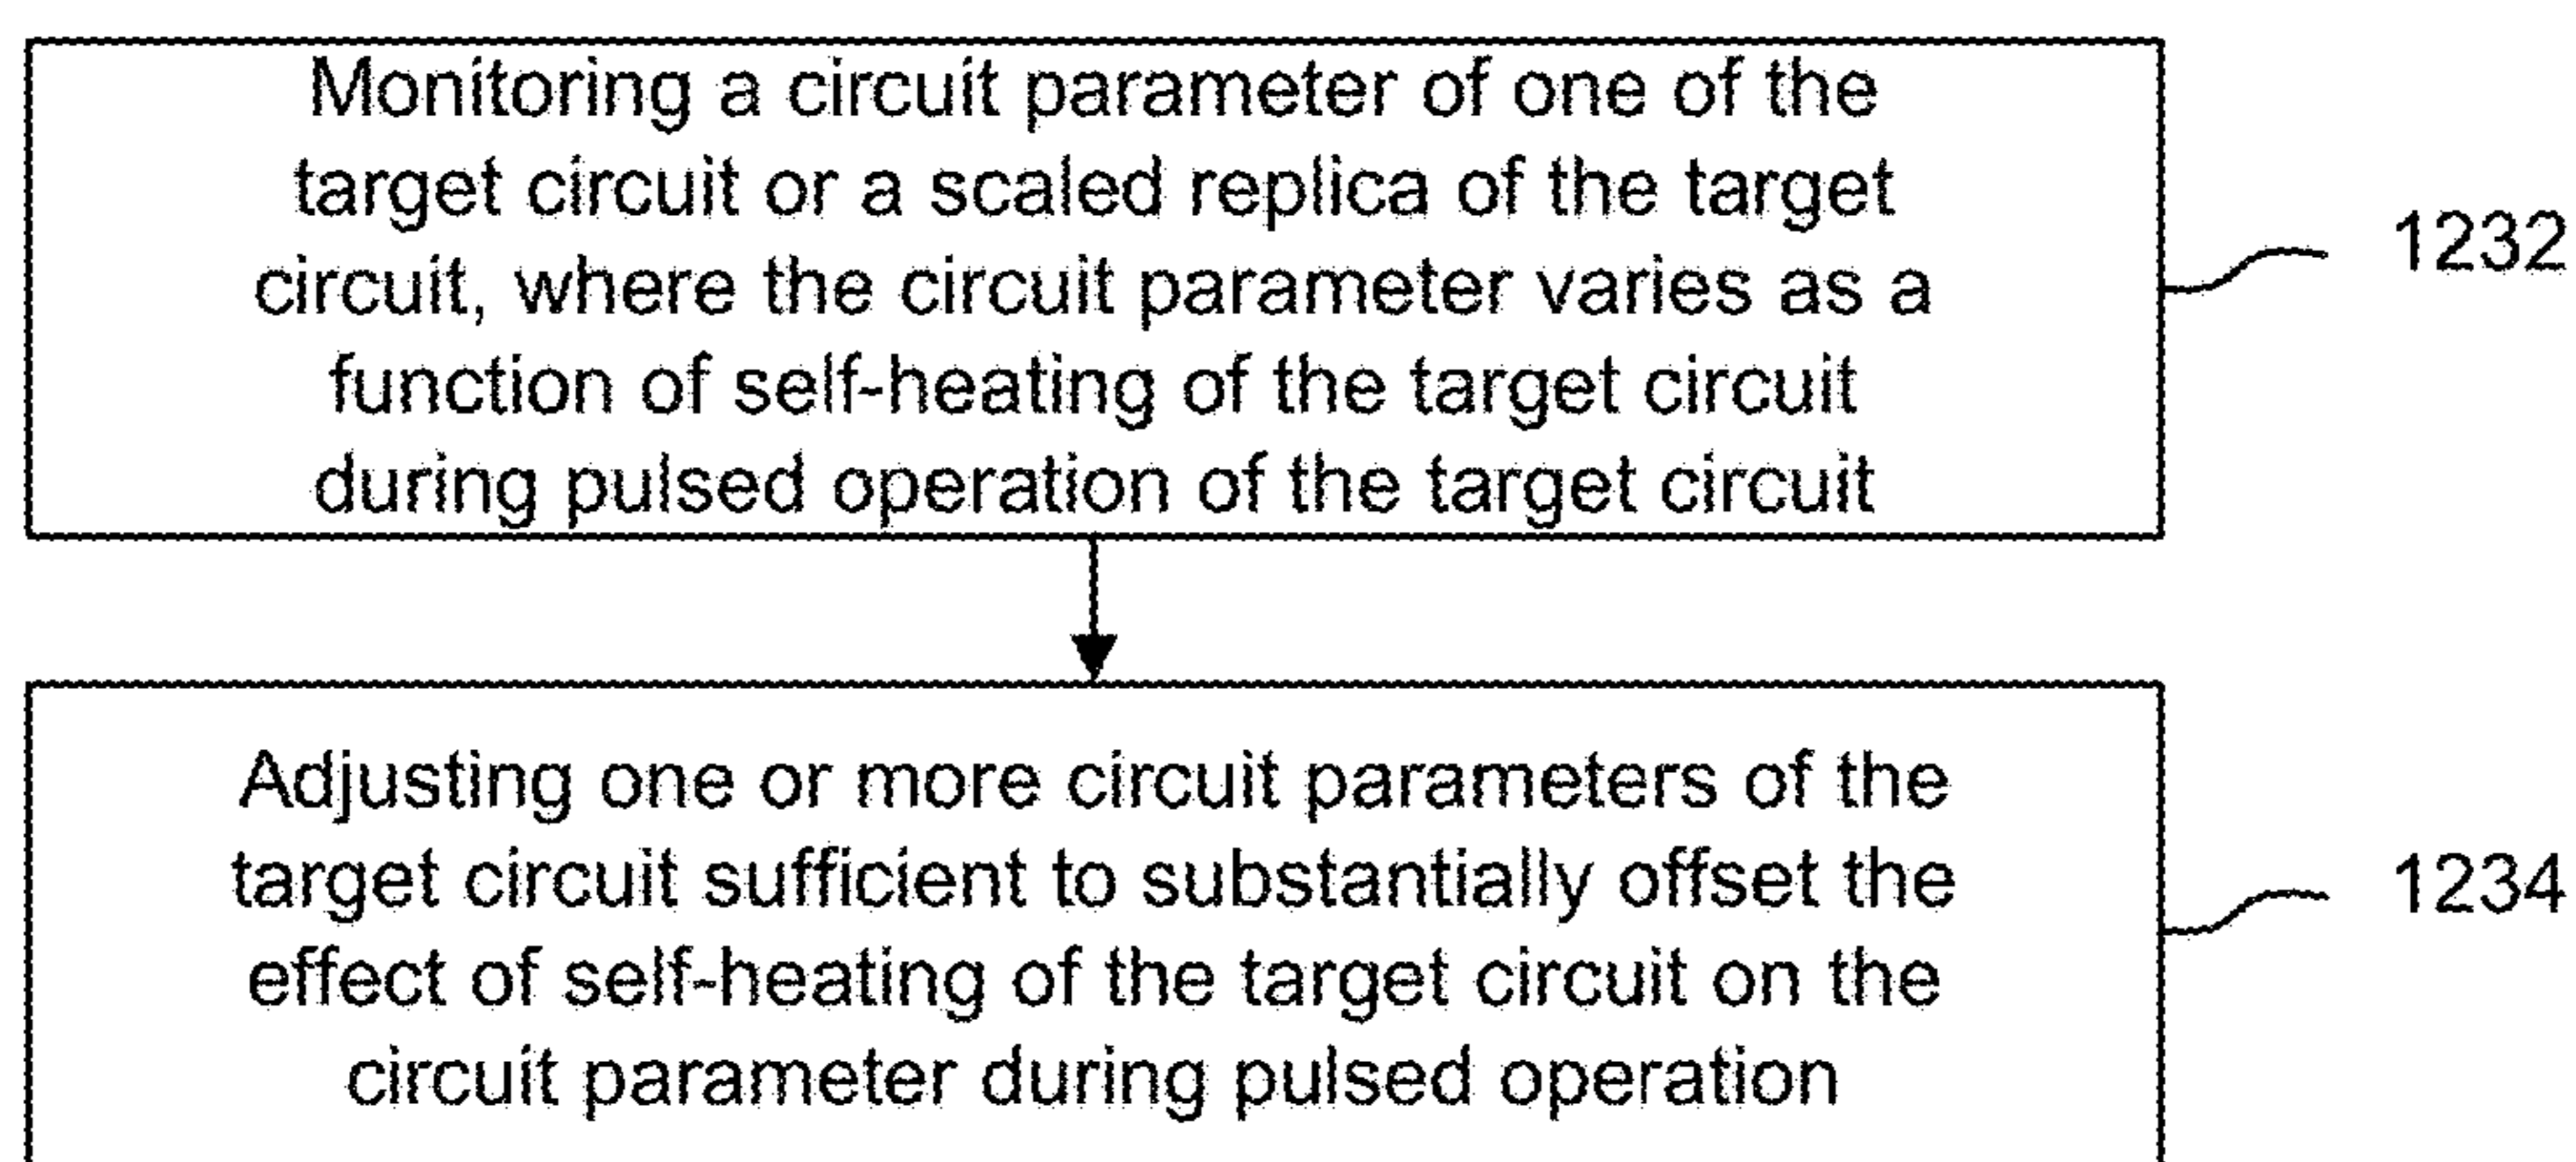 Monitoring a circuit parameter of one of the
target circuit or a scaled replica of the target
circuit, where the circuit parameter varies as a
function of self-heating of the target circuit
during pulsed operation of the target circuit
1232
Adjusting one or more circuit parameters of the
target circuit sufficient to substantially offset the
effect of self-heating of the target circuit on the
circuit parameter during pulsed operation
1234